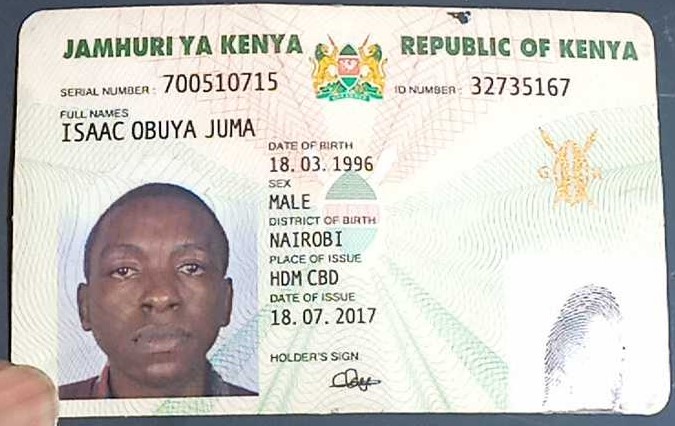 JAMHURI YA KENYA REPUBLIC OF KENYA
SERIAL NUMBER : 700510715 ID NUMBER : 32735167
FULL NAMES
ISAAC OBUYA JUMA
DATE OF BIRTH
18.03.1996
SEX
MALE
DISTRICT OF BIRTH
NAIROBI
PLACE OF ISSUE
HDM CBD
DATE OF ISSUE
18.07.2017
HOLDER'S SIGN.